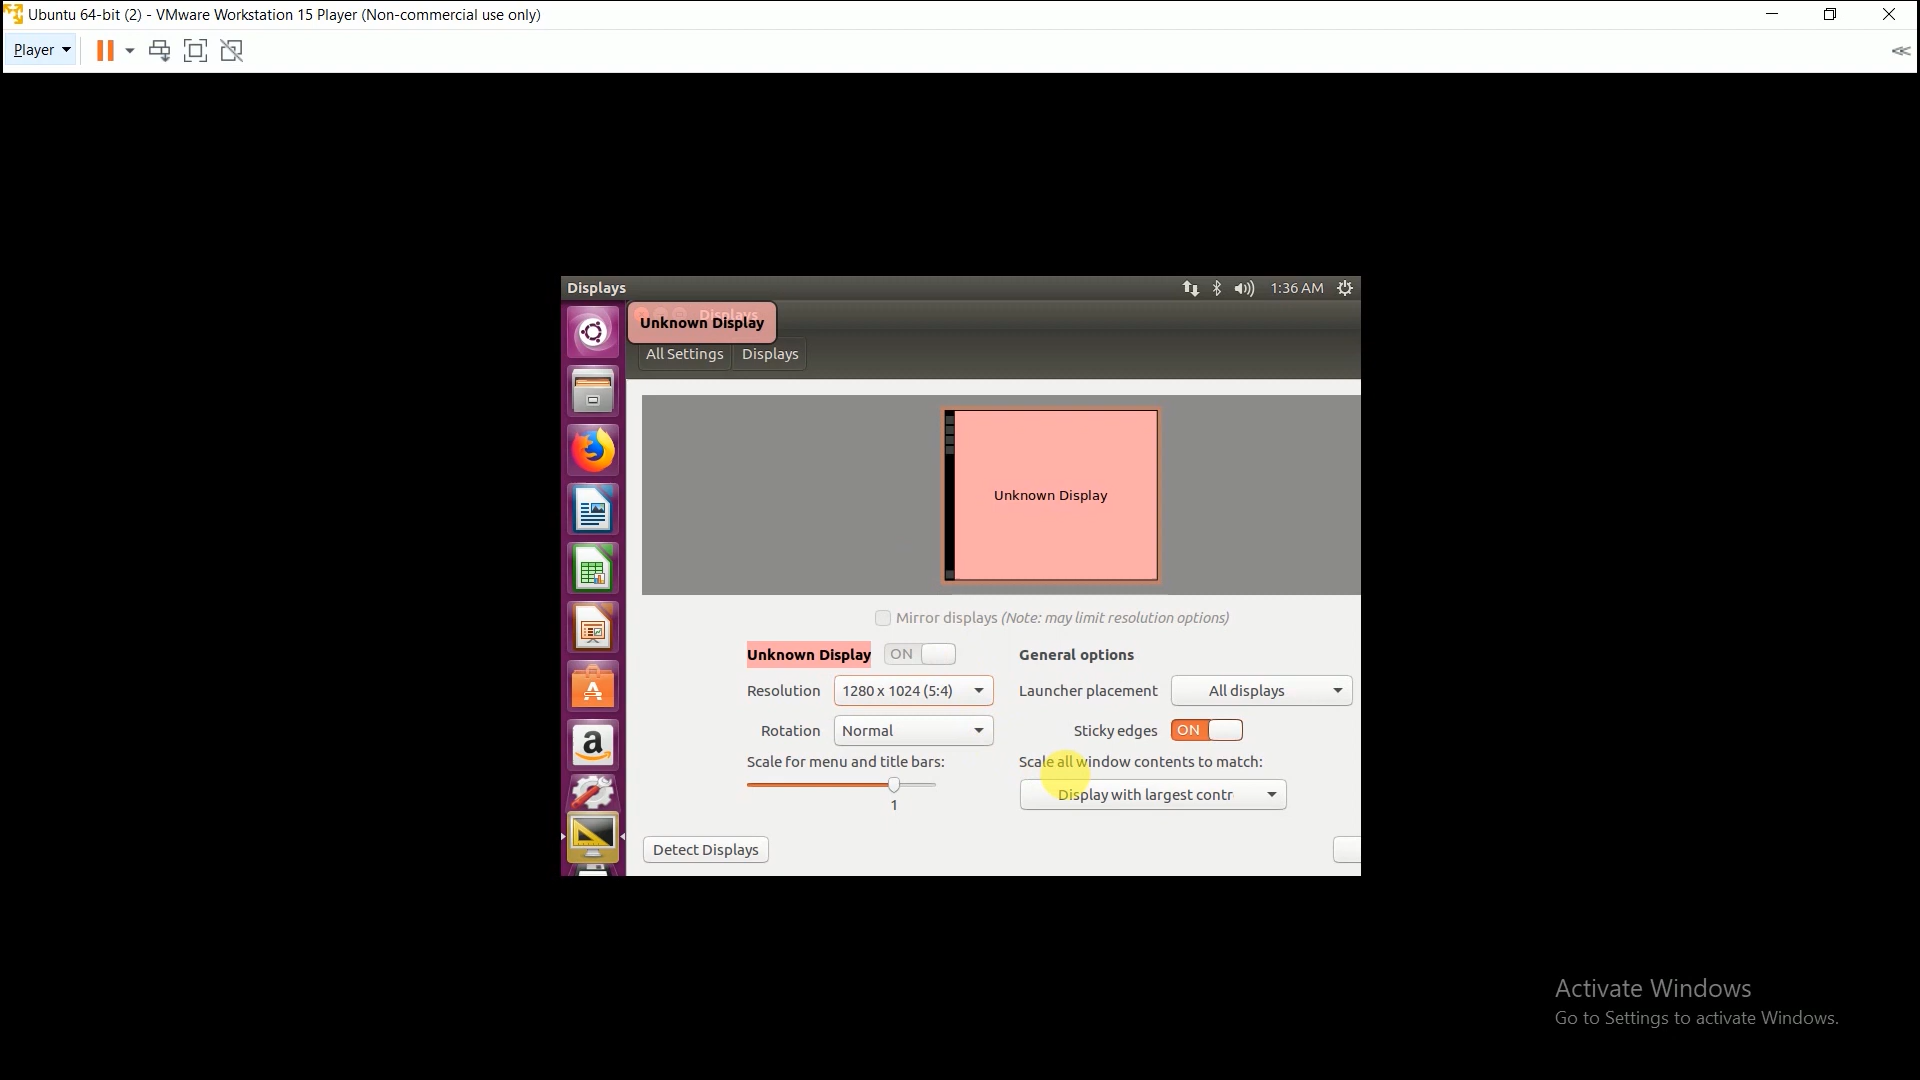 Ubuntu 64-bit (2) - VMware Workstation 15 Player (Non-commercial use only)
Player
Displays
1:36 AM
Displays
Unknown Display
All Settings
Displays
Unknown Display
Mirror displays (Note: may limit resolution options)
Unknown Display
ON
General options
Resolution
1280 x 1024 (5:4)
Launcher placement
All displays
Rotation
Normal
Sticky edges
ON
Scale for menu and title bars:
Scale all window contents to match:
1
Display with largest contr
Detect Displays
Activate Windows
Go to Settings to activate Windows.